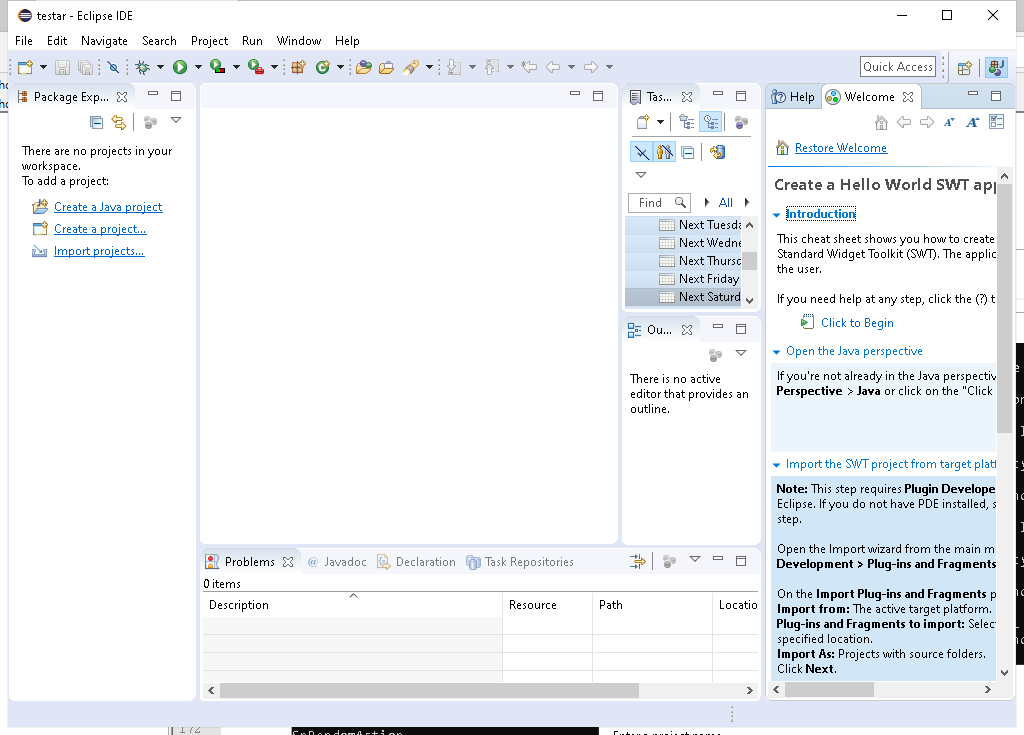 testar - Eclipse IDE
File Edit Navigate Search Project Run Window Help
Quick Access
Package Exp...
There are no projects in your
workspace.
To add a project:
Create a Java project
Create a project...
Import projects...
Tas...
Find
All
Next Tuesda
Next Wedne
Next Thursd
Next Friday
Next Saturd
Ou...
There is no active
editor that provides an
outline.
Help Welcome
Restore Welcome
Create a Hello World SWT app
Introduction
This cheat sheet shows you how to create
Standard Widget Toolkit (SWT). The applic
the user.
If you need help at any step, click the (?) t
Click to Begin
Open the Java perspective
If you're not already in the Java perspectiv
Perspective > Java or click on the "Click
Import the SWT project from target platf
Note: This step requires Plugin Develope
Eclipse. If you do not have PDE installed, s
step.
Open the Import wizard from the main m
Development > Plug-ins and Fragments
On the Import Plug-ins and Fragments p
Import from: The active target platform.
Plug-ins and Fragments to import: Selec
specified location.
Import As: Projects with source folders.
Click Next.
Problems @ Javadoc Declaration Task Repositories
0 items
Description Resource Path Locatio
172
SpRandomAction
Enter a project name